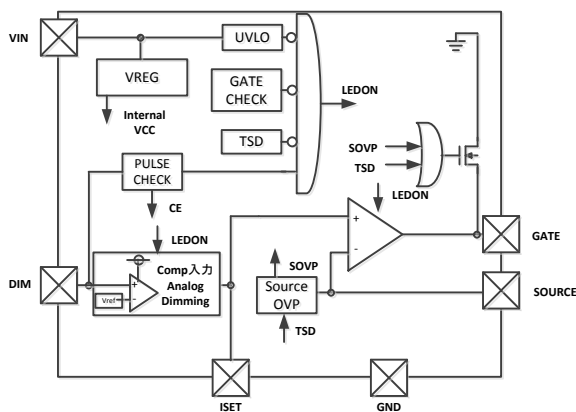 VIN
UVLO
VREG
GATE
CHECK
LEDON
Internal
VCC
TSD
SOVP
TSD
PULSE
CHECK
LEDON
CE
+
-
GATE
LEDON
DIM
Comp入力
Analog
Dimming
+
-
Vref
SOVP
Source
OVP
SOURCE
TSD
ISET
GND